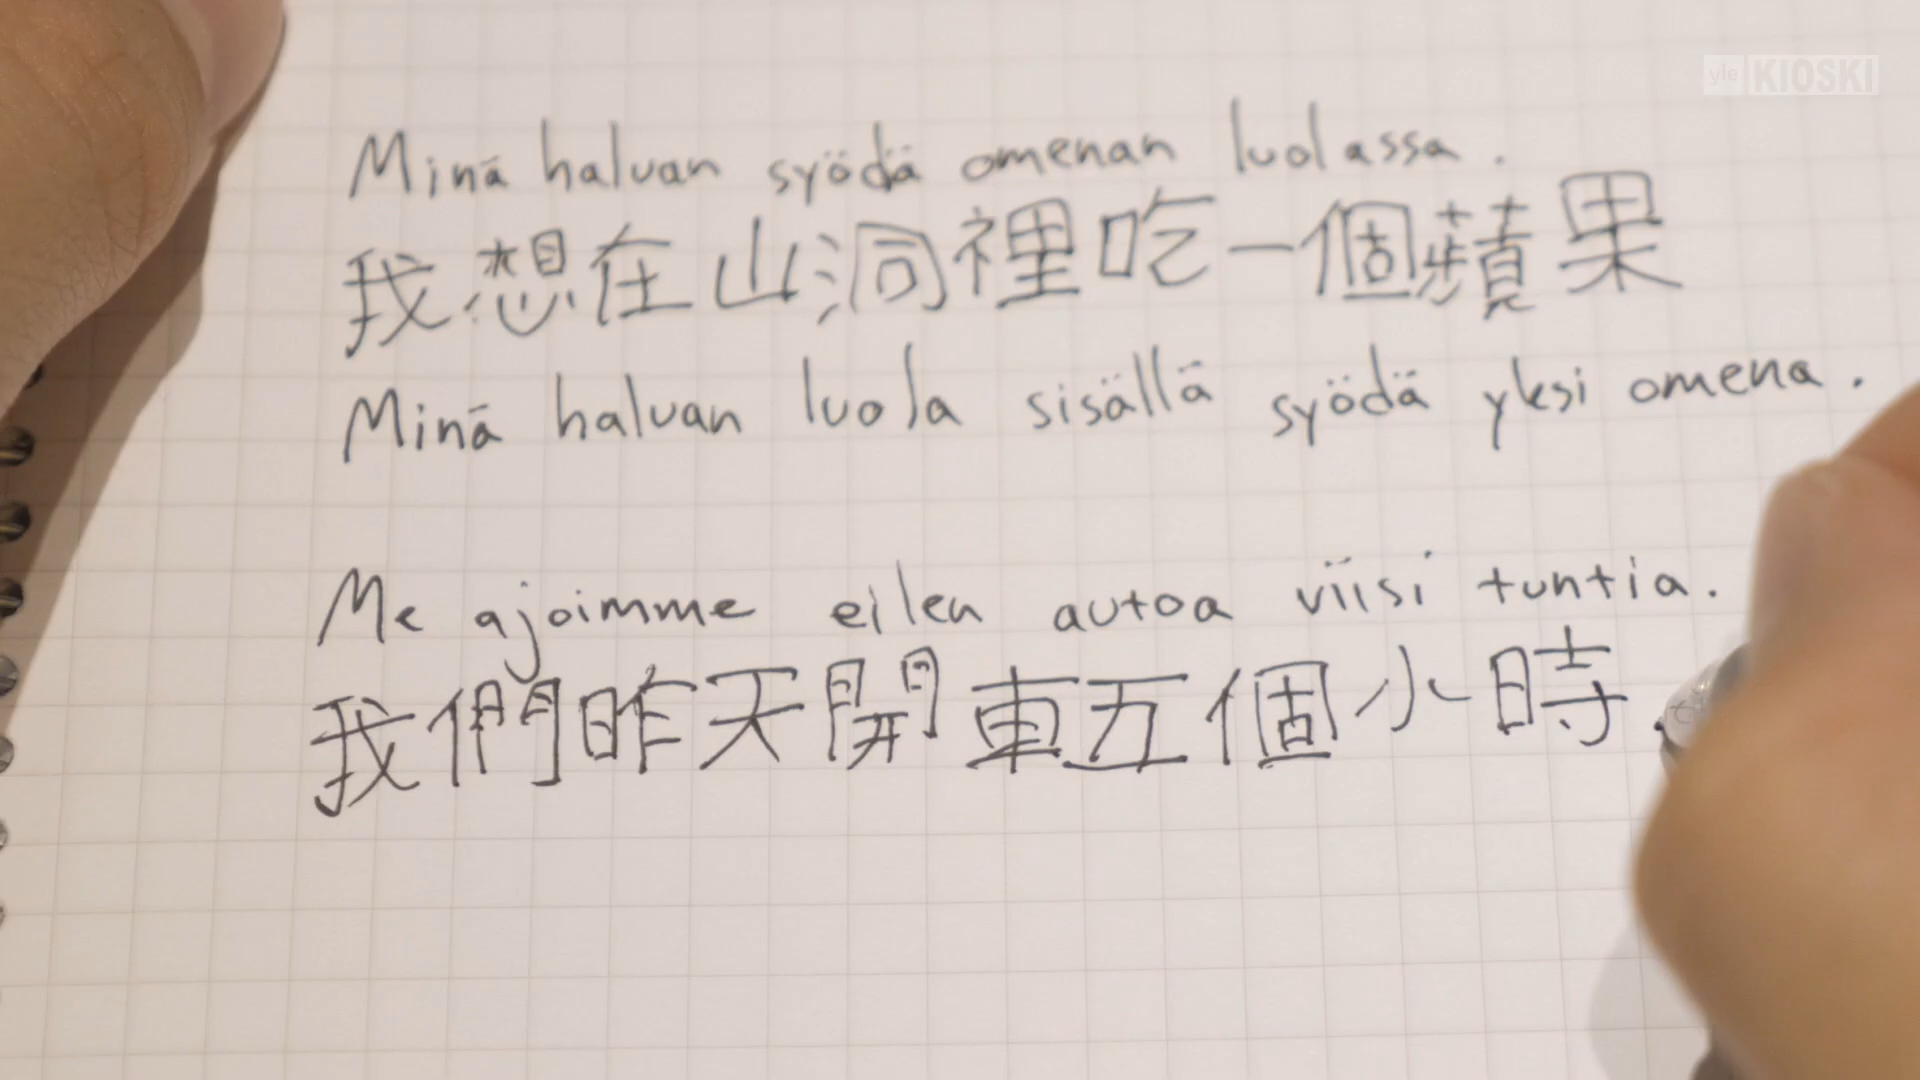 yle KIOSKI
Minä haluan syödä omenan luolassa.
我想在山洞裡吃一個蘋果
Minä haluan luola sisällä syödä yksi omena.
Me ajoimme eilen autoa viisi tuntia.
我們昨天開車五個小時.